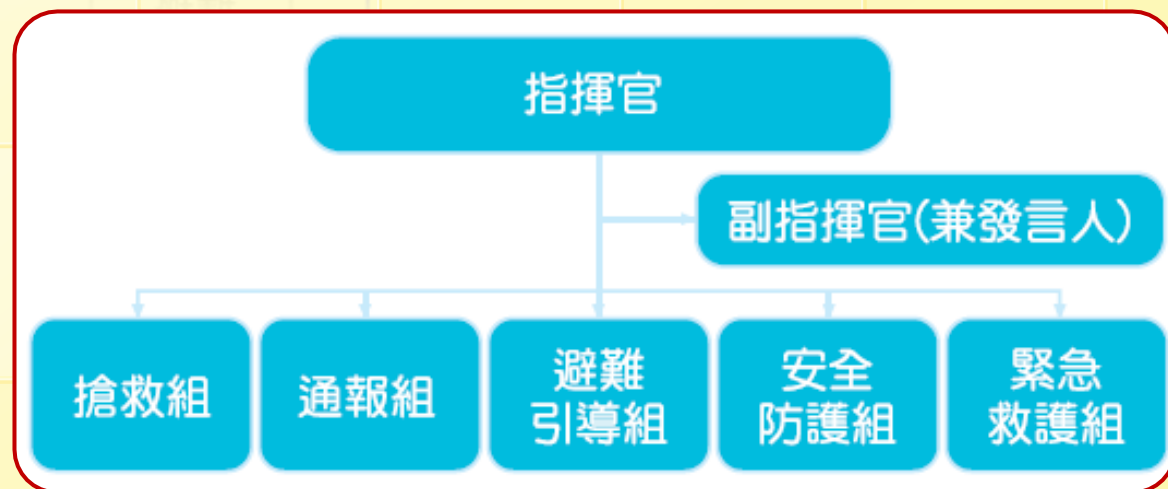 指揮官
副指揮官(兼發言人)
搶救組
通報組
避難
引導組
安全
防護組
緊急
救護組